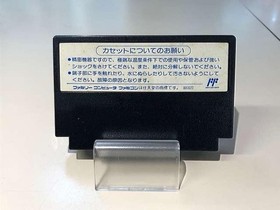 カセットについてのお願い
●精密機器ですので、極端な温度条件下での使用や保管および強い
ショックをさけてください。また、絶対に分解しないでください。
●端子部に手を触れたり、水にぬらしたりして汚さないようにして
ください。故障の原因となります。
ファミリーコンピュータ ファミコンは任天堂の商標です。